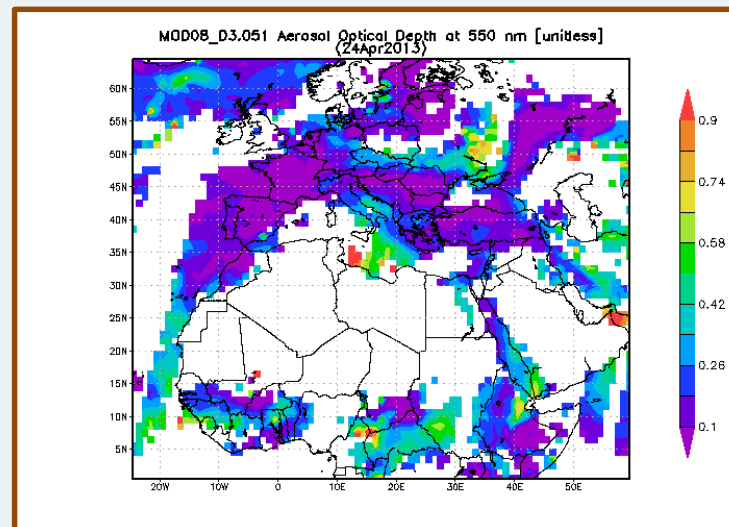 MOD08_D3.051 Aerosol Optical Depth at 550 nm [unitless]
(24Apr2013)
60N
55N
50N
45N
40N
35N
30N
25N
20N
15N
10N
5N
20W
10W
0
10E
20E
30E
40E
50E
0.9
0.74
0.58
0.42
0.26
0.1